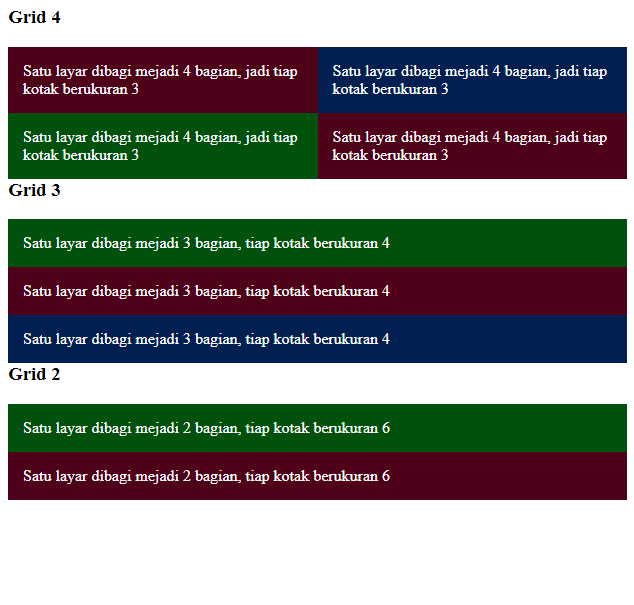 Grid 4
Satu layar dibagi mejadi 4 bagian, jadi tiap
kotak berukuran 3
Satu layar dibagi mejadi 4 bagian, jadi tiap
kotak berukuran 3
Satu layar dibagi mejadi 4 bagian, jadi tiap
kotak berukuran 3
Satu layar dibagi mejadi 4 bagian, jadi tiap
kotak berukuran 3
Grid 3
Satu layar dibagi mejadi 3 bagian, tiap kotak berukuran 4
Satu layar dibagi mejadi 3 bagian, tiap kotak berukuran 4
Satu layar dibagi mejadi 3 bagian, tiap kotak berukuran 4
Grid 2
Satu layar dibagi mejadi 2 bagian, tiap kotak berukuran 6
Satu layar dibagi mejadi 2 bagian, tiap kotak berukuran 6